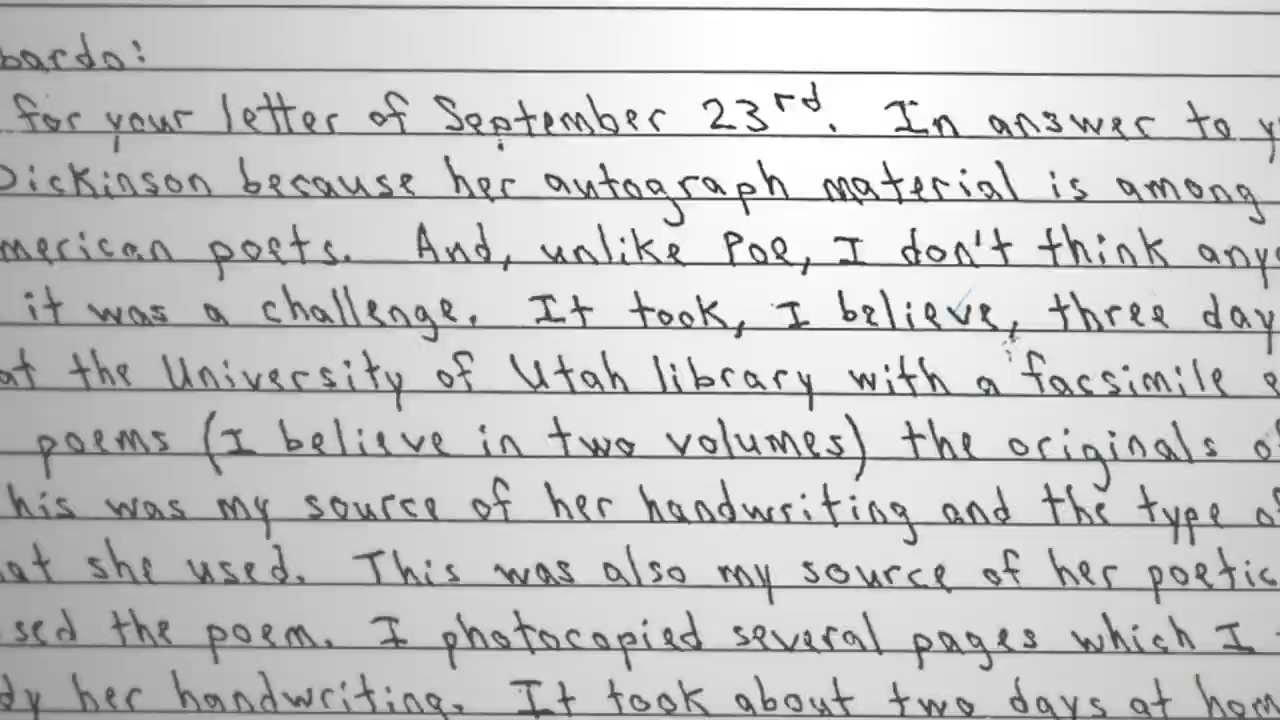 bardo:
for your letter of September 23rd. In answer to y
Dickinson because her autograph material is among
merican poets. And, unlike Poe, I don't think any
it was a challenge. It took, I believe, three day
at the University of Utah library with a facsimile
poems (I believe in two volumes) the originals of
his was my source of her handwriting and the type of
at she used. This was also my source of her poetic
sed the poem. I photocopied several pages which I
dy her handwriting. It took about two days at hom